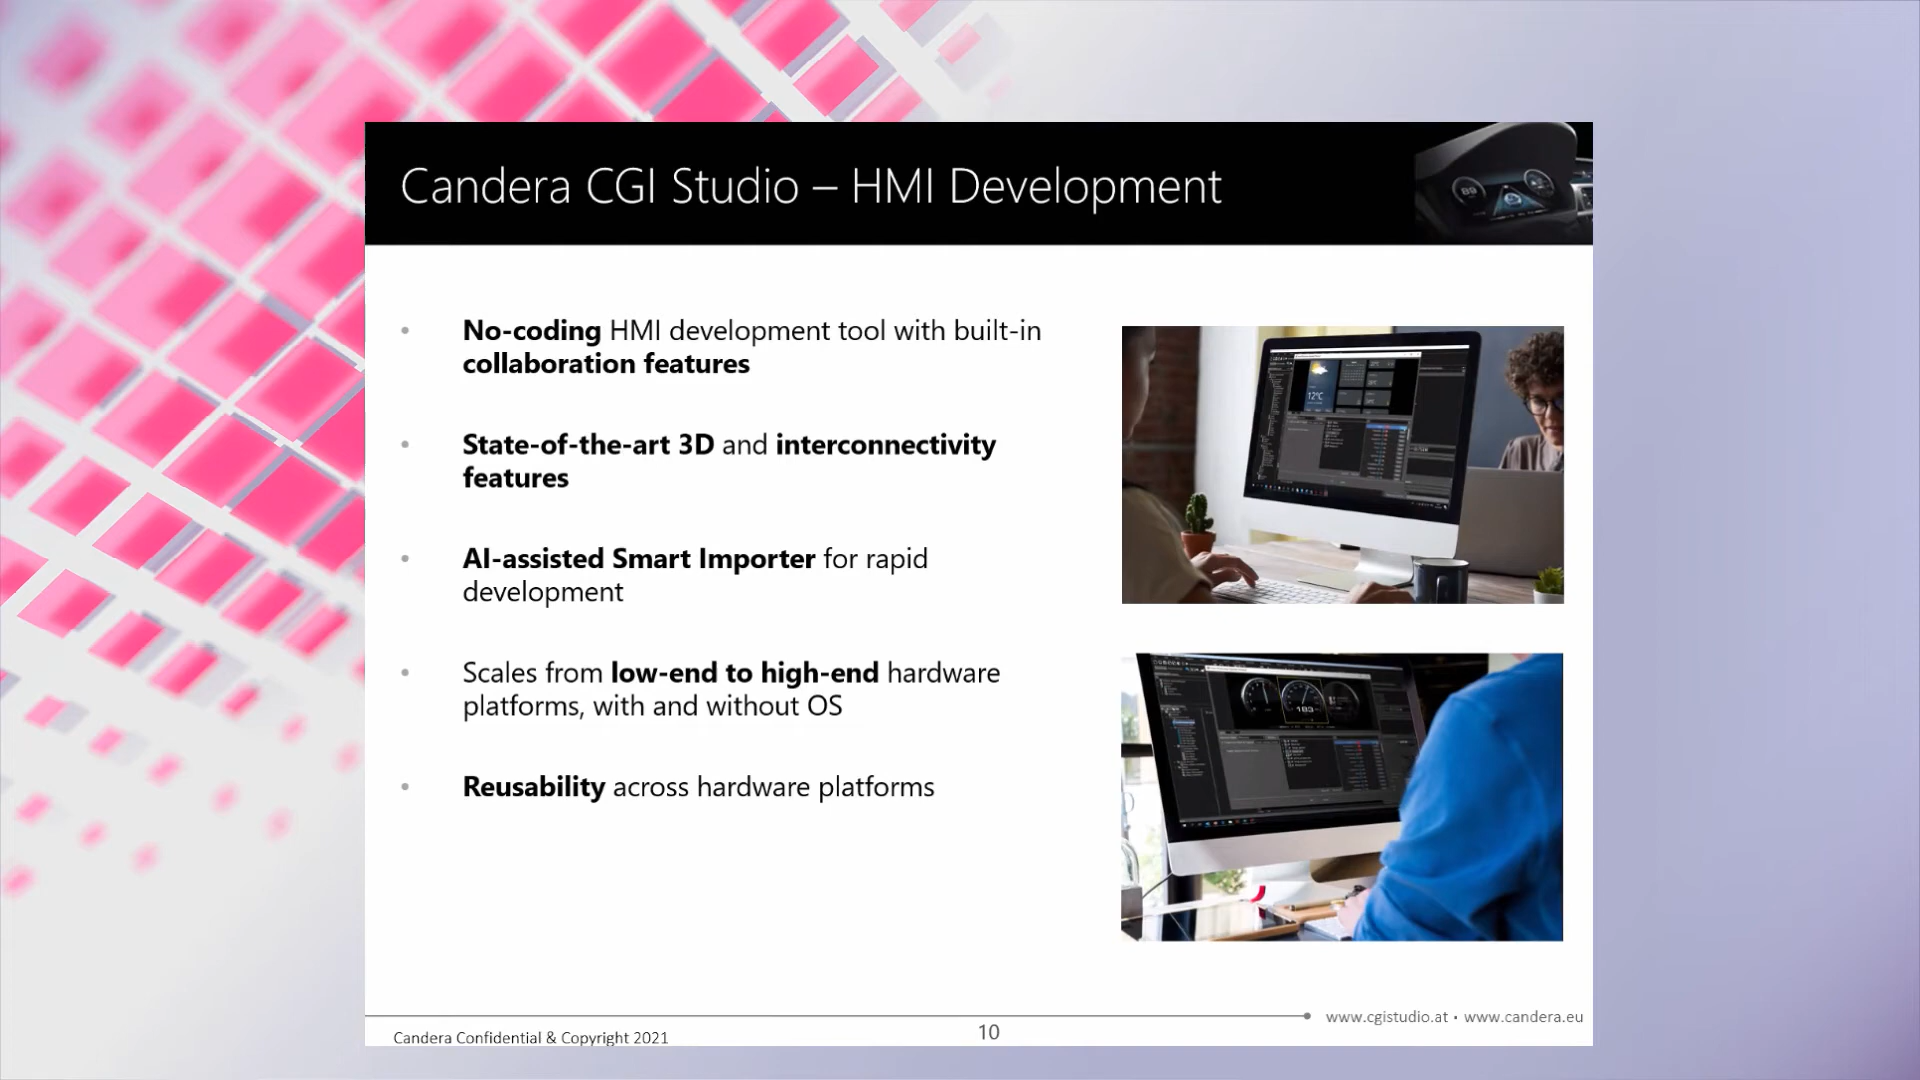 Candera CGI Studio – HMI Development
• No-coding HMI development tool with built-in
collaboration features
• State-of-the-art 3D and interconnectivity
features
• AI-assisted Smart Importer for rapid
development
• Scales from low-end to high-end hardware
platforms, with and without OS
• Reusability across hardware platforms
89
12°C
183
Candera Confidential & Copyright 2021
10
www.cgistudio.at • www.candera.eu